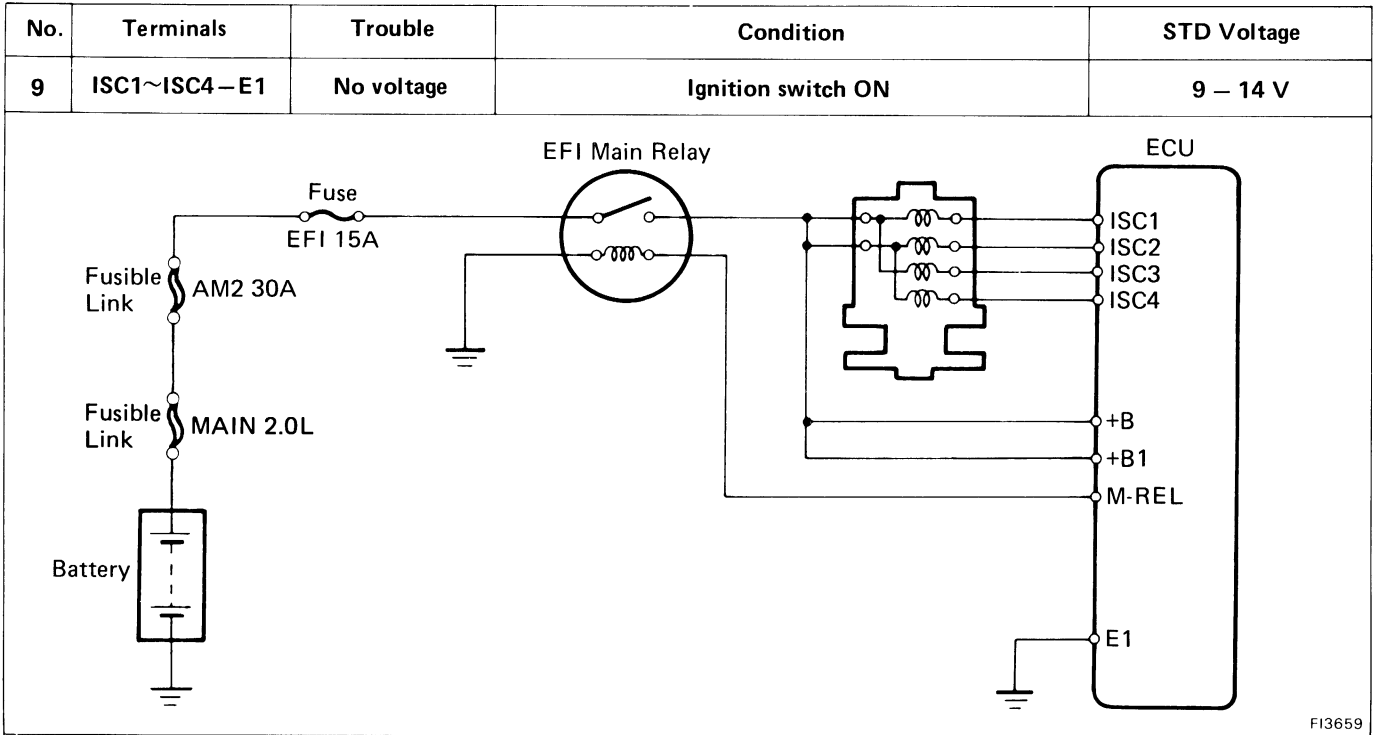 No. Terminals Trouble Condition STD Voltage
9 ISC1~ISC4–E1 No voltage Ignition switch ON 9 – 14 V
EFI Main Relay
ECU
Fuse
EFI 15A
Fusible
Link
AM2 30A
Fusible
Link
MAIN 2.0L
Battery
ISC1
ISC2
ISC3
ISC4
+B
+B1
M-REL
E1
FI3659